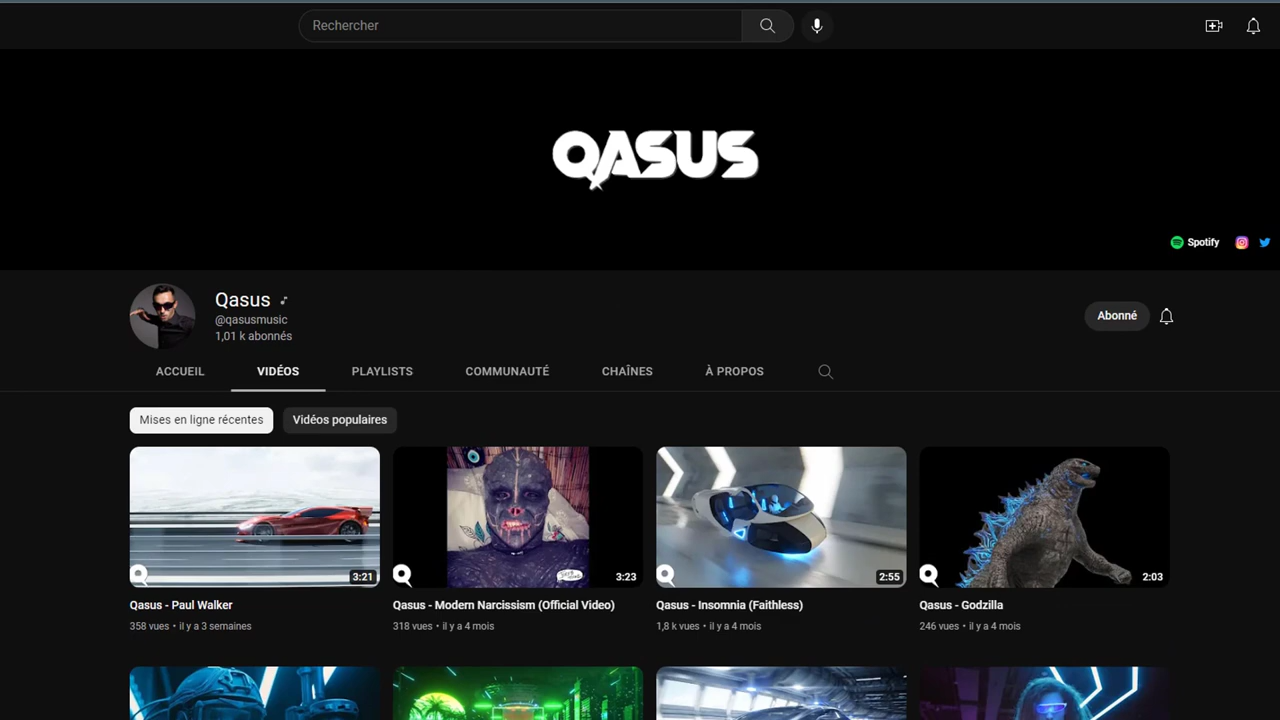 Rechercher
QASUS
Spotify
Qasus
@qasusmusic
1,01 k abonnés
Abonné
ACCUEIL VIDÉOS PLAYLISTS COMMUNAUTÉ CHAÎNES À PROPOS
Mises en ligne récentes Vidéos populaires
3:21 3:23 2:55 2:03
Qasus - Paul Walker Qasus - Modern Narcissism (Official Video) Qasus - Insomnia (Faithless) Qasus - Godzilla
358 vues • il y a 3 semaines 318 vues • il y a 4 mois 1,8 k vues • il y a 4 mois 246 vues • il y a 4 mois